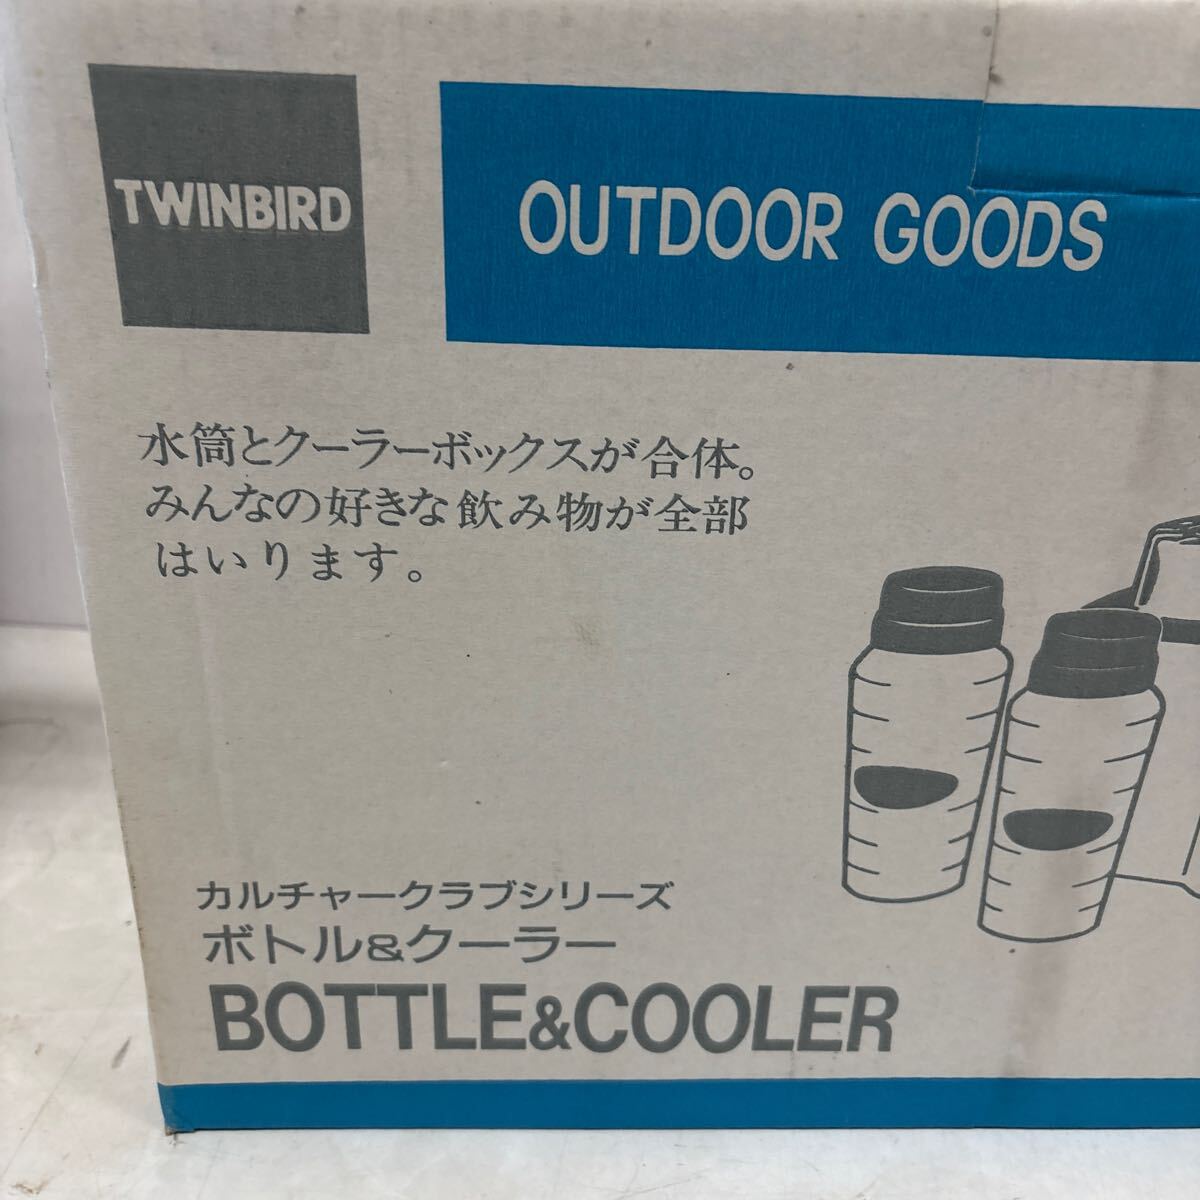 TWINBIRD
OUTDOOR GOODS
水筒とクーラーボックスが合体。
みんなの好きな飲み物が全部
はいります。
カルチャークラブシリーズ
ボトル&クーラー
BOTTLE&COOLER